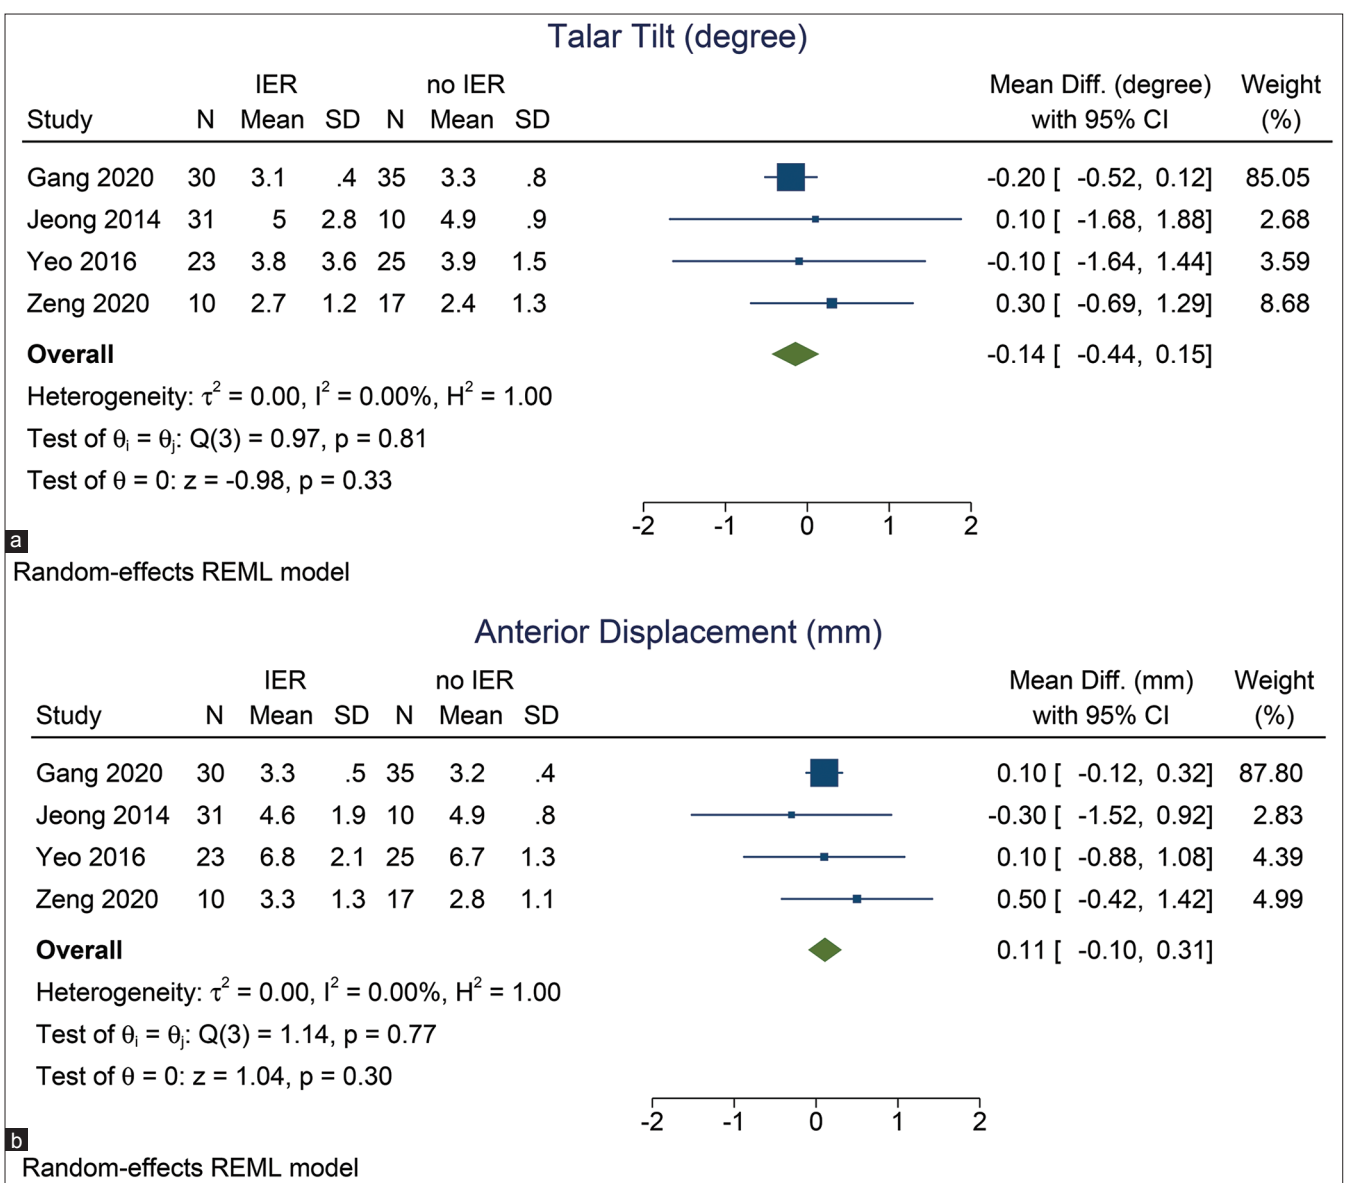 Talar Tilt (degree)
IER no IER Mean Diff. (degree) Weight
Study N Mean SD N Mean SD with 95% CI (%)
Gang 2020 30 3.1 .4 35 3.3 .8 -0.20 [ -0.52, 0.12] 85.05
Jeong 2014 31 5 2.8 10 4.9 .9 0.10 [ -1.68, 1.88] 2.68
Yeo 2016 23 3.8 3.6 25 3.9 1.5 -0.10 [ -1.64, 1.44] 3.59
Zeng 2020 10 2.7 1.2 17 2.4 1.3 0.30 [ -0.69, 1.29] 8.68
Overall -0.14 [ -0.44, 0.15]
Heterogeneity: τ² = 0.00, I² = 0.00%, H² = 1.00
Test of θᵢ = θⱼ: Q(3) = 0.97, p = 0.81
Test of θ = 0: z = -0.98, p = 0.33
-2 -1 0 1 2
a
Random-effects REML model
Anterior Displacement (mm)
IER no IER Mean Diff. (mm) Weight
Study N Mean SD N Mean SD with 95% CI (%)
Gang 2020 30 3.3 .5 35 3.2 .4 0.10 [ -0.12, 0.32] 87.80
Jeong 2014 31 4.6 1.9 10 4.9 .8 -0.30 [ -1.52, 0.92] 2.83
Yeo 2016 23 6.8 2.1 25 6.7 1.3 0.10 [ -0.88, 1.08] 4.39
Zeng 2020 10 3.3 1.3 17 2.8 1.1 0.50 [ -0.42, 1.42] 4.99
Overall 0.11 [ -0.10, 0.31]
Heterogeneity: τ² = 0.00, I² = 0.00%, H² = 1.00
Test of θᵢ = θⱼ: Q(3) = 1.14, p = 0.77
Test of θ = 0: z = 1.04, p = 0.30
-2 -1 0 1 2
b
Random-effects REML model